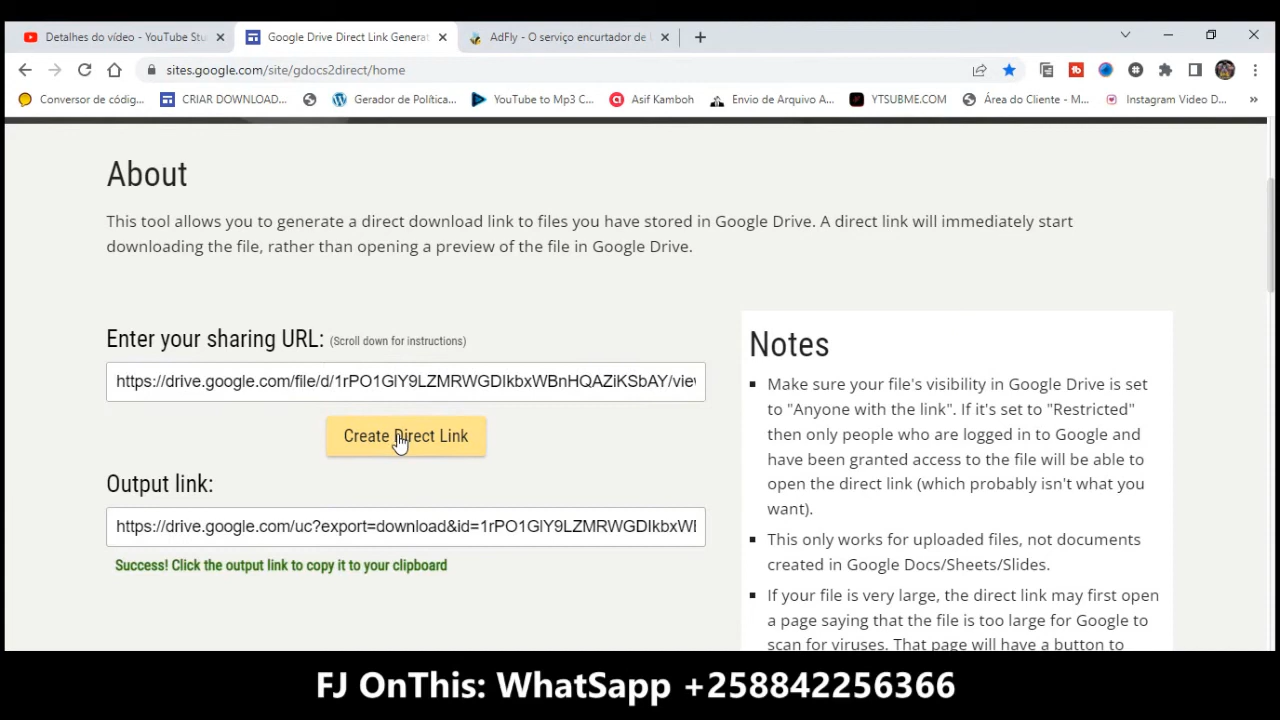 Detalhes do vídeo - YouTube Stu
Google Drive Direct Link Generat
AdFly - O serviço encurtador de
sites.google.com/site/gdocs2direct/home
Conversor de códig...
CRIAR DOWNLOAD...
Gerador de Política...
YouTube to Mp3 C...
Asif Kamboh
Envio de Arquivo A...
YTSUBME.COM
Área do Cliente - M...
Instagram Video D...
About
This tool allows you to generate a direct download link to files you have stored in Google Drive. A direct link will immediately start
downloading the file, rather than opening a preview of the file in Google Drive.
Enter your sharing URL: (Scroll down for instructions)
https://drive.google.com/file/d/1rPO1GlY9LZMRWGDIkbxWBnHQAZiKSbAY/view
Create Direct Link
Output link:
https://drive.google.com/uc?export=download&id=1rPO1GlY9LZMRWGDIkbxWB
Success! Click the output link to copy it to your clipboard
Notes
Make sure your file's visibility in Google Drive is set
to "Anyone with the link". If it's set to "Restricted"
then only people who are logged in to Google and
have been granted access to the file will be able to
open the direct link (which probably isn't what you
want).
This only works for uploaded files, not documents
created in Google Docs/Sheets/Slides.
If your file is very large, the direct link may first open
a page saying that the file is too large for Google to
scan for viruses. That page will have a button to
FJ OnThis: WhatSapp +258842256366